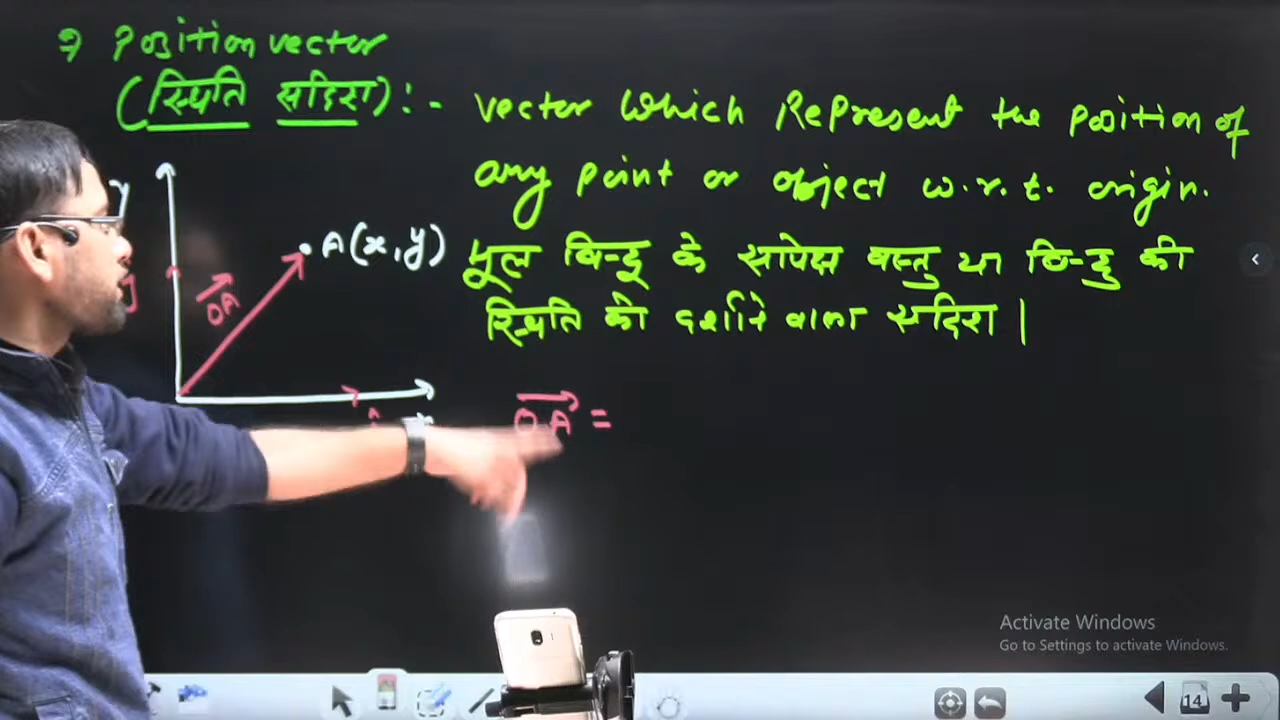 ⇒ Position vector
(स्थिति सदिश) :- vector which Represent the position of
any point or object w.r.t. origin.
मूल बिन्दु के सापेक्ष वस्तु या बिन्दु की
स्थिति को दर्शाने वाला सदिश |
y
A(x,y)
OA
OA =
Activate Windows
Go to Settings to activate Windows.
14